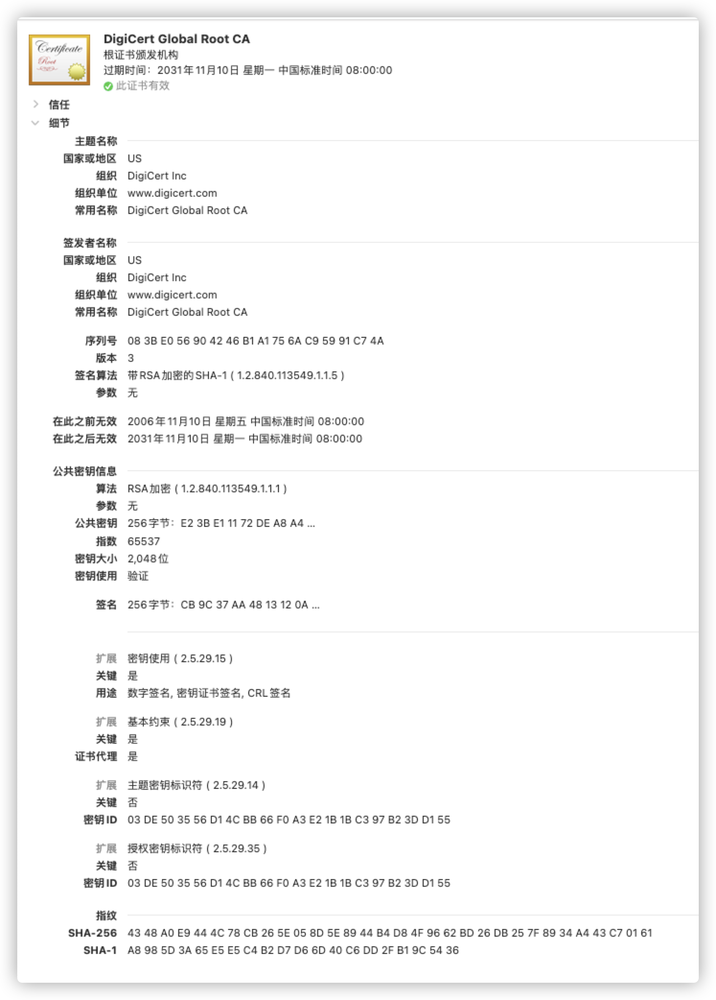 Certificate
Root
DigiCert Global Root CA
根证书颁发机构
过期时间：2031年11月10日 星期一 中国标准时间 08:00:00
此证书有效
信任
细节
主题名称
国家或地区 US
组织 DigiCert Inc
组织单位 www.digicert.com
常用名称 DigiCert Global Root CA
签发者名称
国家或地区 US
组织 DigiCert Inc
组织单位 www.digicert.com
常用名称 DigiCert Global Root CA
序列号 08 3B E0 56 90 42 46 B1 A1 75 6A C9 59 91 C7 4A
版本 3
签名算法 带RSA加密的SHA-1 ( 1.2.840.113549.1.1.5 )
参数 无
在此之前无效 2006年11月10日 星期五 中国标准时间 08:00:00
在此之后无效 2031年11月10日 星期一 中国标准时间 08:00:00
公共密钥信息
算法 RSA加密 ( 1.2.840.113549.1.1.1 )
参数 无
公共密钥 256字节：E2 3B E1 11 72 DE A8 A4 ...
指数 65537
密钥大小 2,048位
密钥使用 验证
签名 256字节：CB 9C 37 AA 48 13 12 0A ...
扩展 密钥使用 ( 2.5.29.15 )
关键 是
用途 数字签名, 密钥证书签名, CRL签名
扩展 基本约束 ( 2.5.29.19 )
关键 是
证书代理 是
扩展 主题密钥标识符 ( 2.5.29.14 )
关键 否
密钥ID 03 DE 50 35 56 D1 4C BB 66 F0 A3 E2 1B 1B C3 97 B2 3D D1 55
扩展 授权密钥标识符 ( 2.5.29.35 )
关键 否
密钥ID 03 DE 50 35 56 D1 4C BB 66 F0 A3 E2 1B 1B C3 97 B2 3D D1 55
指纹
SHA-256 43 48 A0 E9 44 4C 78 CB 26 5E 05 8D 5E 89 44 B4 D8 4F 96 62 BD 26 DB 25 7F 89 34 A4 43 C7 01 61
SHA-1 A8 98 5D 3A 65 E5 E5 C4 B2 D7 D6 6D 40 C6 DD 2F B1 9C 54 36